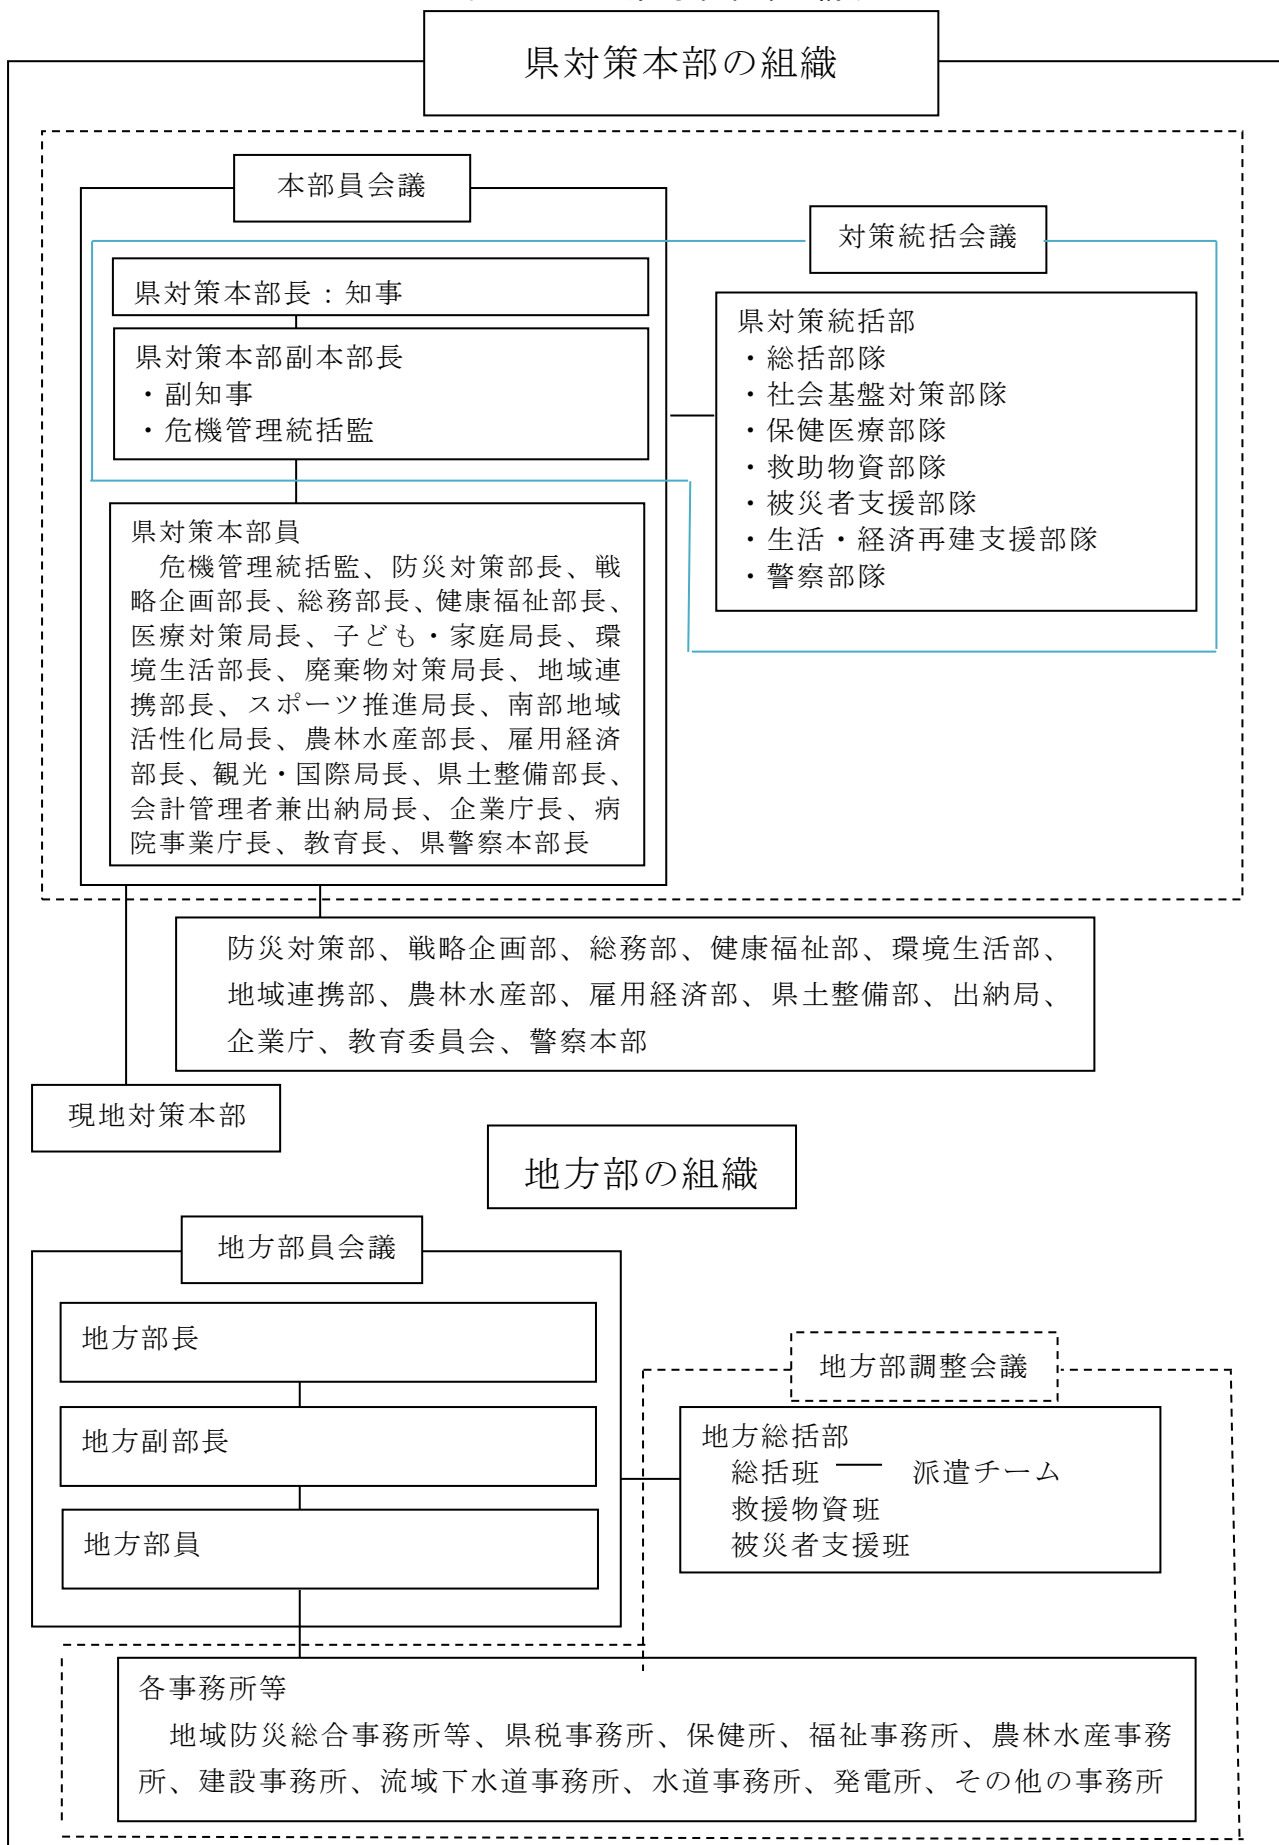 県対策本部の組織
本部員会議
対策統括会議
県対策本部長：知事
県対策本部副本部長
・副知事
・危機管理統括監
県対策統括部
・総括部隊
・社会基盤対策部隊
・保健医療部隊
・救助物資部隊
・被災者支援部隊
・生活・経済再建支援部隊
・警察部隊
県対策本部員
危機管理統括監、防災対策部長、戦
略企画部長、総務部長、健康福祉部長、
医療対策局長、子ども・家庭局長、環
境生活部長、廃棄物対策局長、地域連
携部長、スポーツ推進局長、南部地域
活性化局長、農林水産部長、雇用経済
部長、観光・国際局長、県土整備部長、
会計管理者兼出納局長、企業庁長、病
院事業庁長、教育長、県警察本部長
防災対策部、戦略企画部、総務部、健康福祉部、環境生活部、
地域連携部、農林水産部、雇用経済部、県土整備部、出納局、
企業庁、教育委員会、警察本部
現地対策本部
地方部の組織
地方部員会議
地方部長
地方副部長
地方部員
地方部調整会議
地方総括部
総括班 ── 派遣チーム
救援物資班
被災者支援班
各事務所等
地域防災総合事務所等、県税事務所、保健所、福祉事務所、農林水産事務
所、建設事務所、流域下水道事務所、水道事務所、発電所、その他の事務所